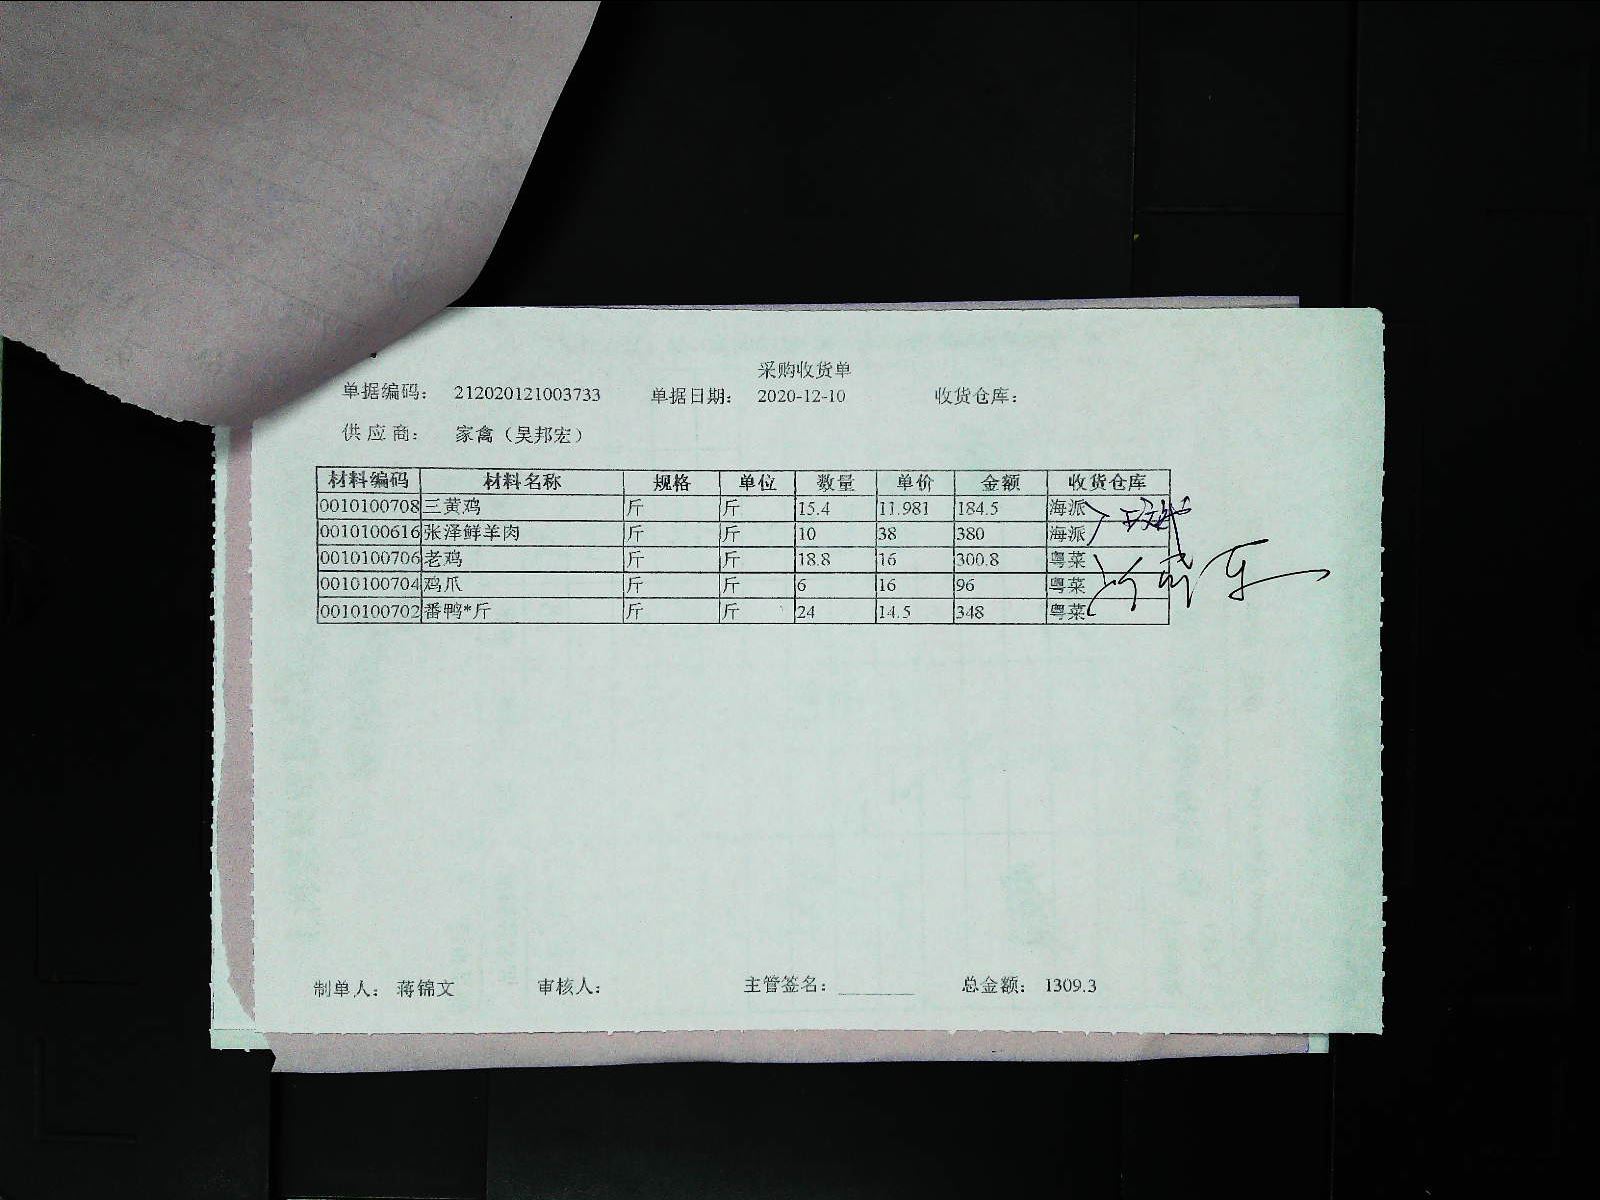 采购收货单
单据编码： 212020121003733 单据日期： 2020-12-10 收货仓库：
供应商： 家禽（吴邦宏）
材料编码 材料名称 规格 单位 数量 单价 金额 收货仓库
0010100708 三黄鸡 斤 斤 15.4 11.981 184.5 海派
0010100616 张泽鲜羊肉 斤 斤 10 38 380 海派
0010100706 老鸡 斤 斤 18.8 16 300.8 粤菜
0010100704 鸡爪 斤 斤 6 16 96 粤菜
0010100702 番鸭*斤 斤 斤 24 14.5 348 粤菜
制单人： 蒋锦文 审核人： 主管签名： ________ 总金额： 1309.3